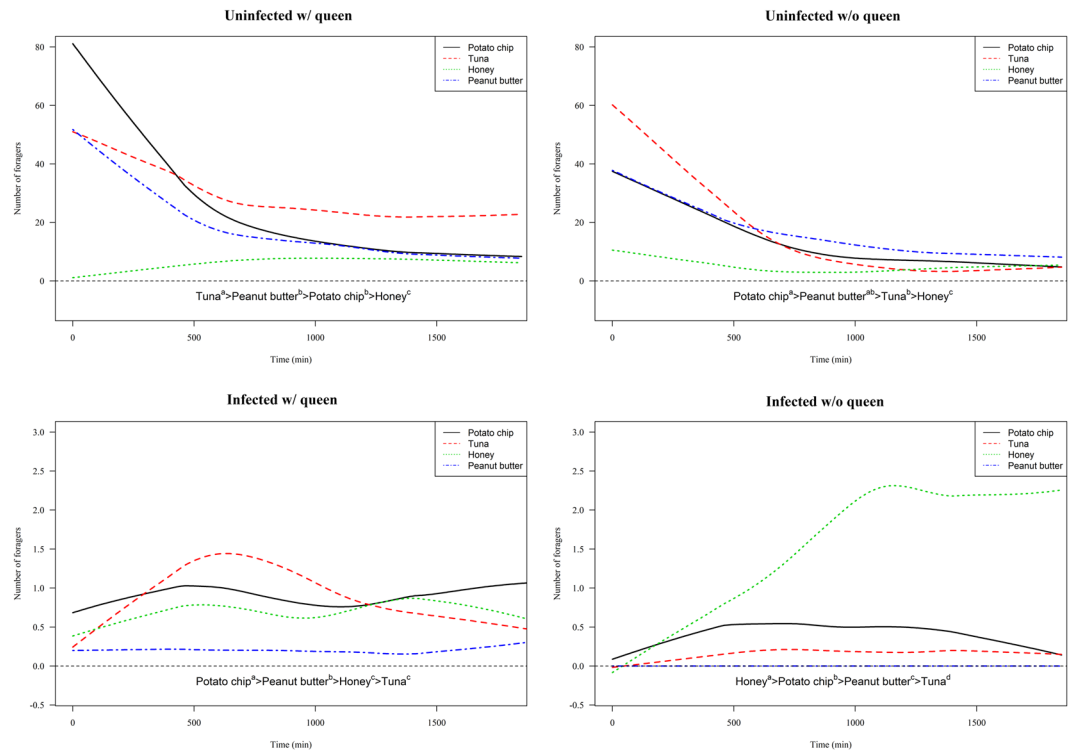 Uninfected w/ queen
Number of foragers
80
60
40
20
0
Potato chip
Tuna
Honey
Peanut butter
Tunaᵃ>Peanut butterᵇ>Potato chipᵇ>Honeyᶜ
0 500 1000 1500
Time (min)
Uninfected w/o queen
Number of foragers
80
60
40
20
0
Potato chip
Tuna
Honey
Peanut butter
Potato chipᵃ>Peanut butterᵃᵇ>Tunaᵇ>Honeyᶜ
0 500 1000 1500
Time (min)
Infected w/ queen
Number of foragers
3.0
2.5
2.0
1.5
1.0
0.5
0.0
-0.5
Potato chip
Tuna
Honey
Peanut butter
Potato chipᵃ>Peanut butterᵇ>Honeyᶜ>Tunaᶜ
0 500 1000 1500
Time (min)
Infected w/o queen
Number of foragers
3.0
2.5
2.0
1.5
1.0
0.5
0.0
-0.5
Potato chip
Tuna
Honey
Peanut butter
Honeyᵃ>Potato chipᵇ>Peanut butterᶜ>Tunaᵈ
0 500 1000 1500
Time (min)